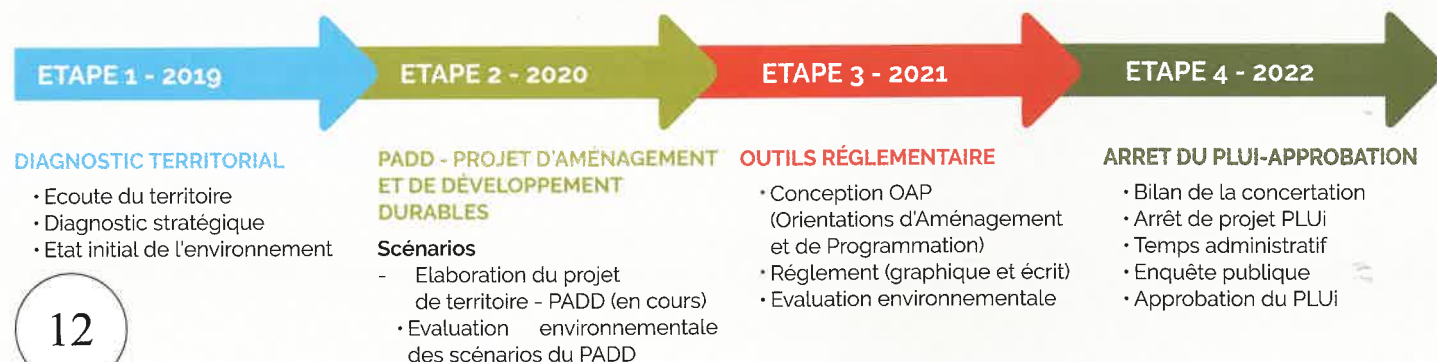 ETAPE 1 - 2019
ETAPE 2 - 2020
ETAPE 3 - 2021
ETAPE 4 - 2022
DIAGNOSTIC TERRITORIAL
• Ecoute du territoire
• Diagnostic stratégique
• Etat initial de l'environnement
PADD - PROJET D'AMÉNAGEMENT
ET DE DÉVELOPPEMENT
DURABLES
Scénarios
- Elaboration du projet
de territoire - PADD (en cours)
• Evaluation environnementale
des scénarios du PADD
OUTILS RÉGLEMENTAIRE
• Conception OAP
(Orientations d'Aménagement
et de Programmation)
• Réglement (graphique et écrit)
• Evaluation environnementale
ARRET DU PLUI-APPROBATION
• Bilan de la concertation
• Arrêt de projet PLUi
• Temps administratif
• Enquête publique
• Approbation du PLUi
12